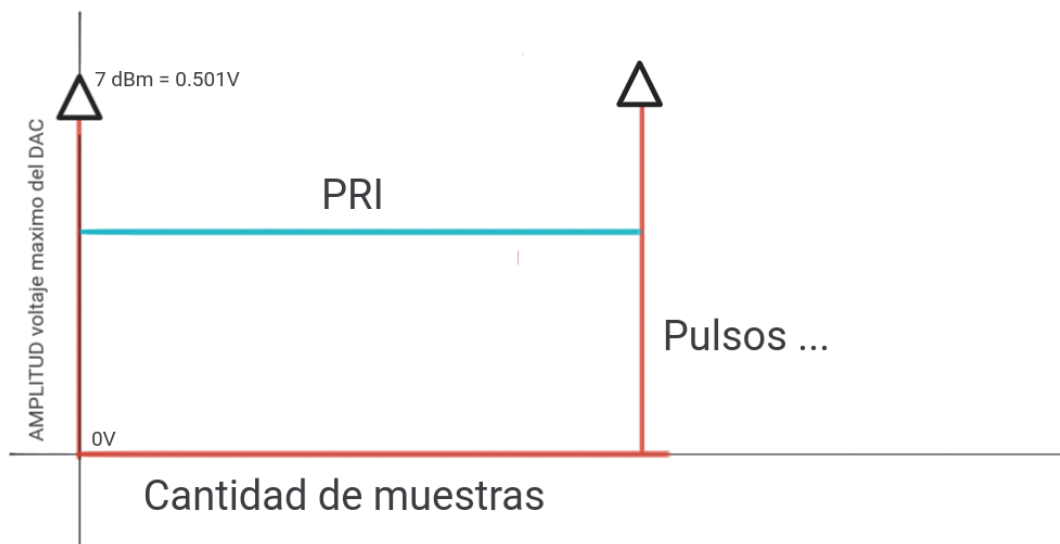 7 dBm = 0.501V
AMPLITUD voltaje maximo del DAC
PRI
Pulsos ...
0V
Cantidad de muestras